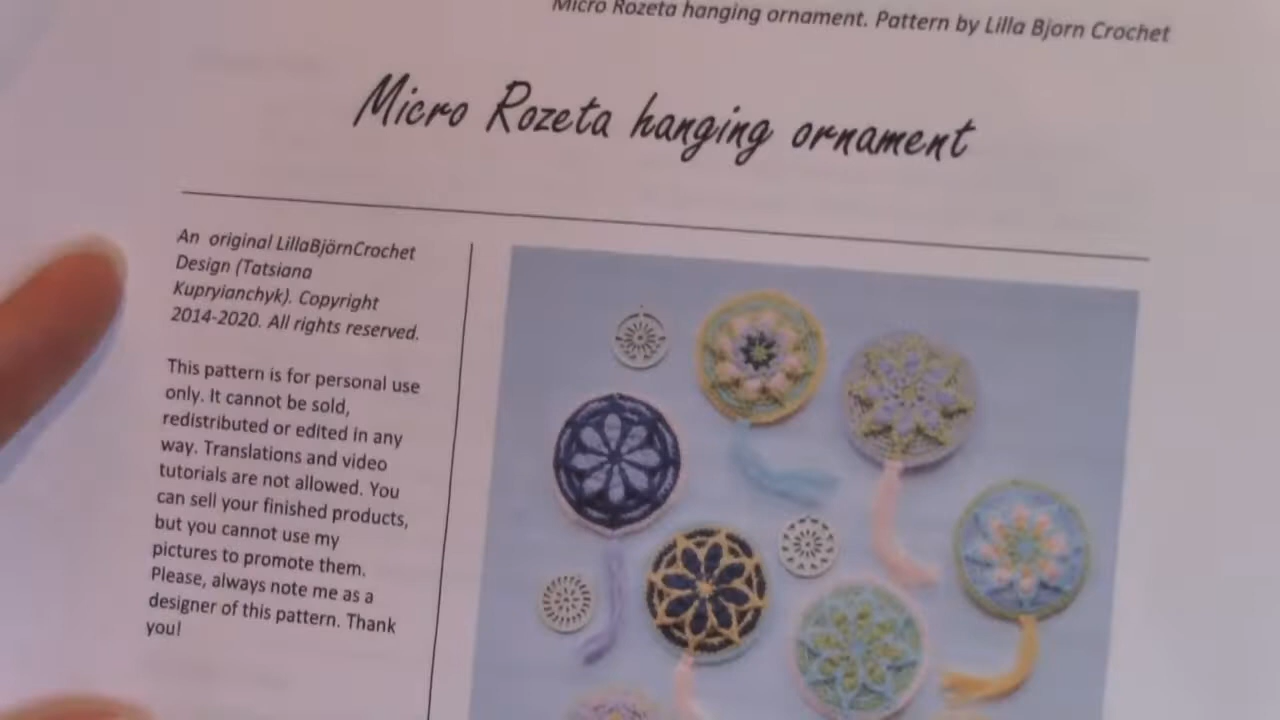 Micro Rozeta hanging ornament. Pattern by Lilla Bjorn Crochet
Micro Rozeta hanging ornament
An original LillaBjörnCrochet
Design (Tatsiana
Kupryianchyk). Copyright
2014-2020. All rights reserved.
This pattern is for personal use
only. It cannot be sold,
redistributed or edited in any
way. Translations and video
tutorials are not allowed. You
can sell your finished products,
but you cannot use my
pictures to promote them.
Please, always note me as a
designer of this pattern. Thank
you!